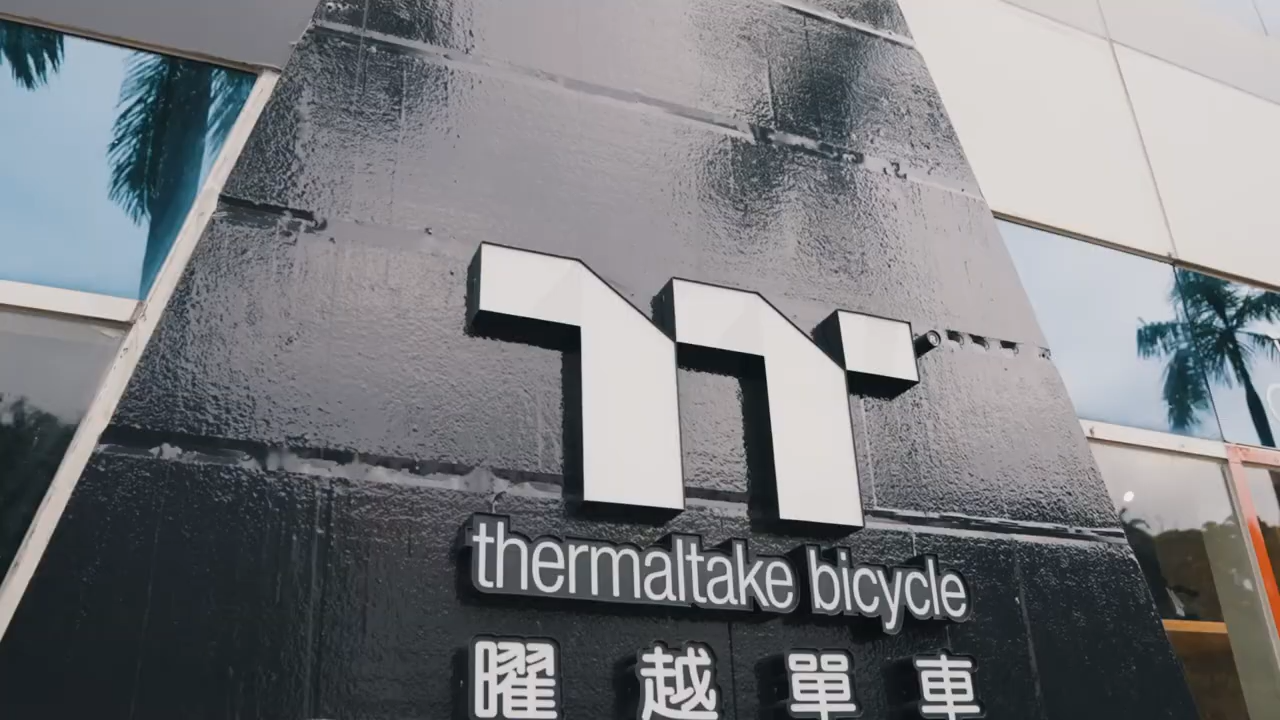 thermaltake bicycle
曜越單車